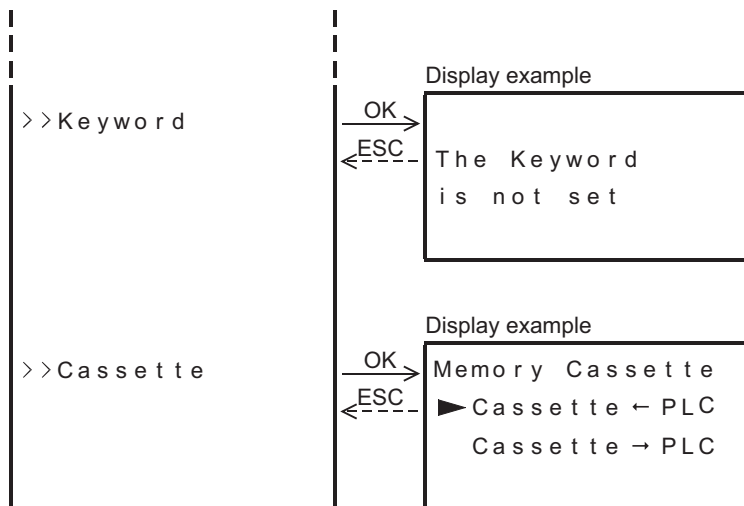 Display example
>>Keyword
OK
ESC
The Keyword
is not set
Display example
>>Cassette
OK
ESC
Memory Cassette
►Cassette ← PLC
Cassette → PLC